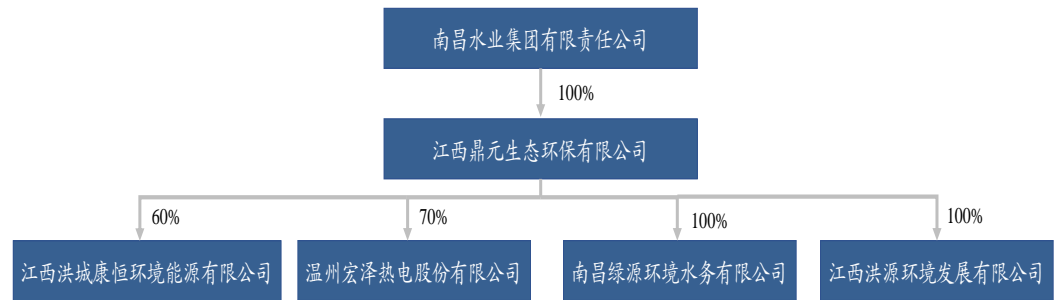 南昌水业集团有限责任公司
100%
江西鼎元生态环保有限公司
60%
70%
100%
100%
江西洪城康恒环境能源有限公司
温州宏泽热电股份有限公司
南昌绿源环境水务有限公司
江西洪源环境发展有限公司